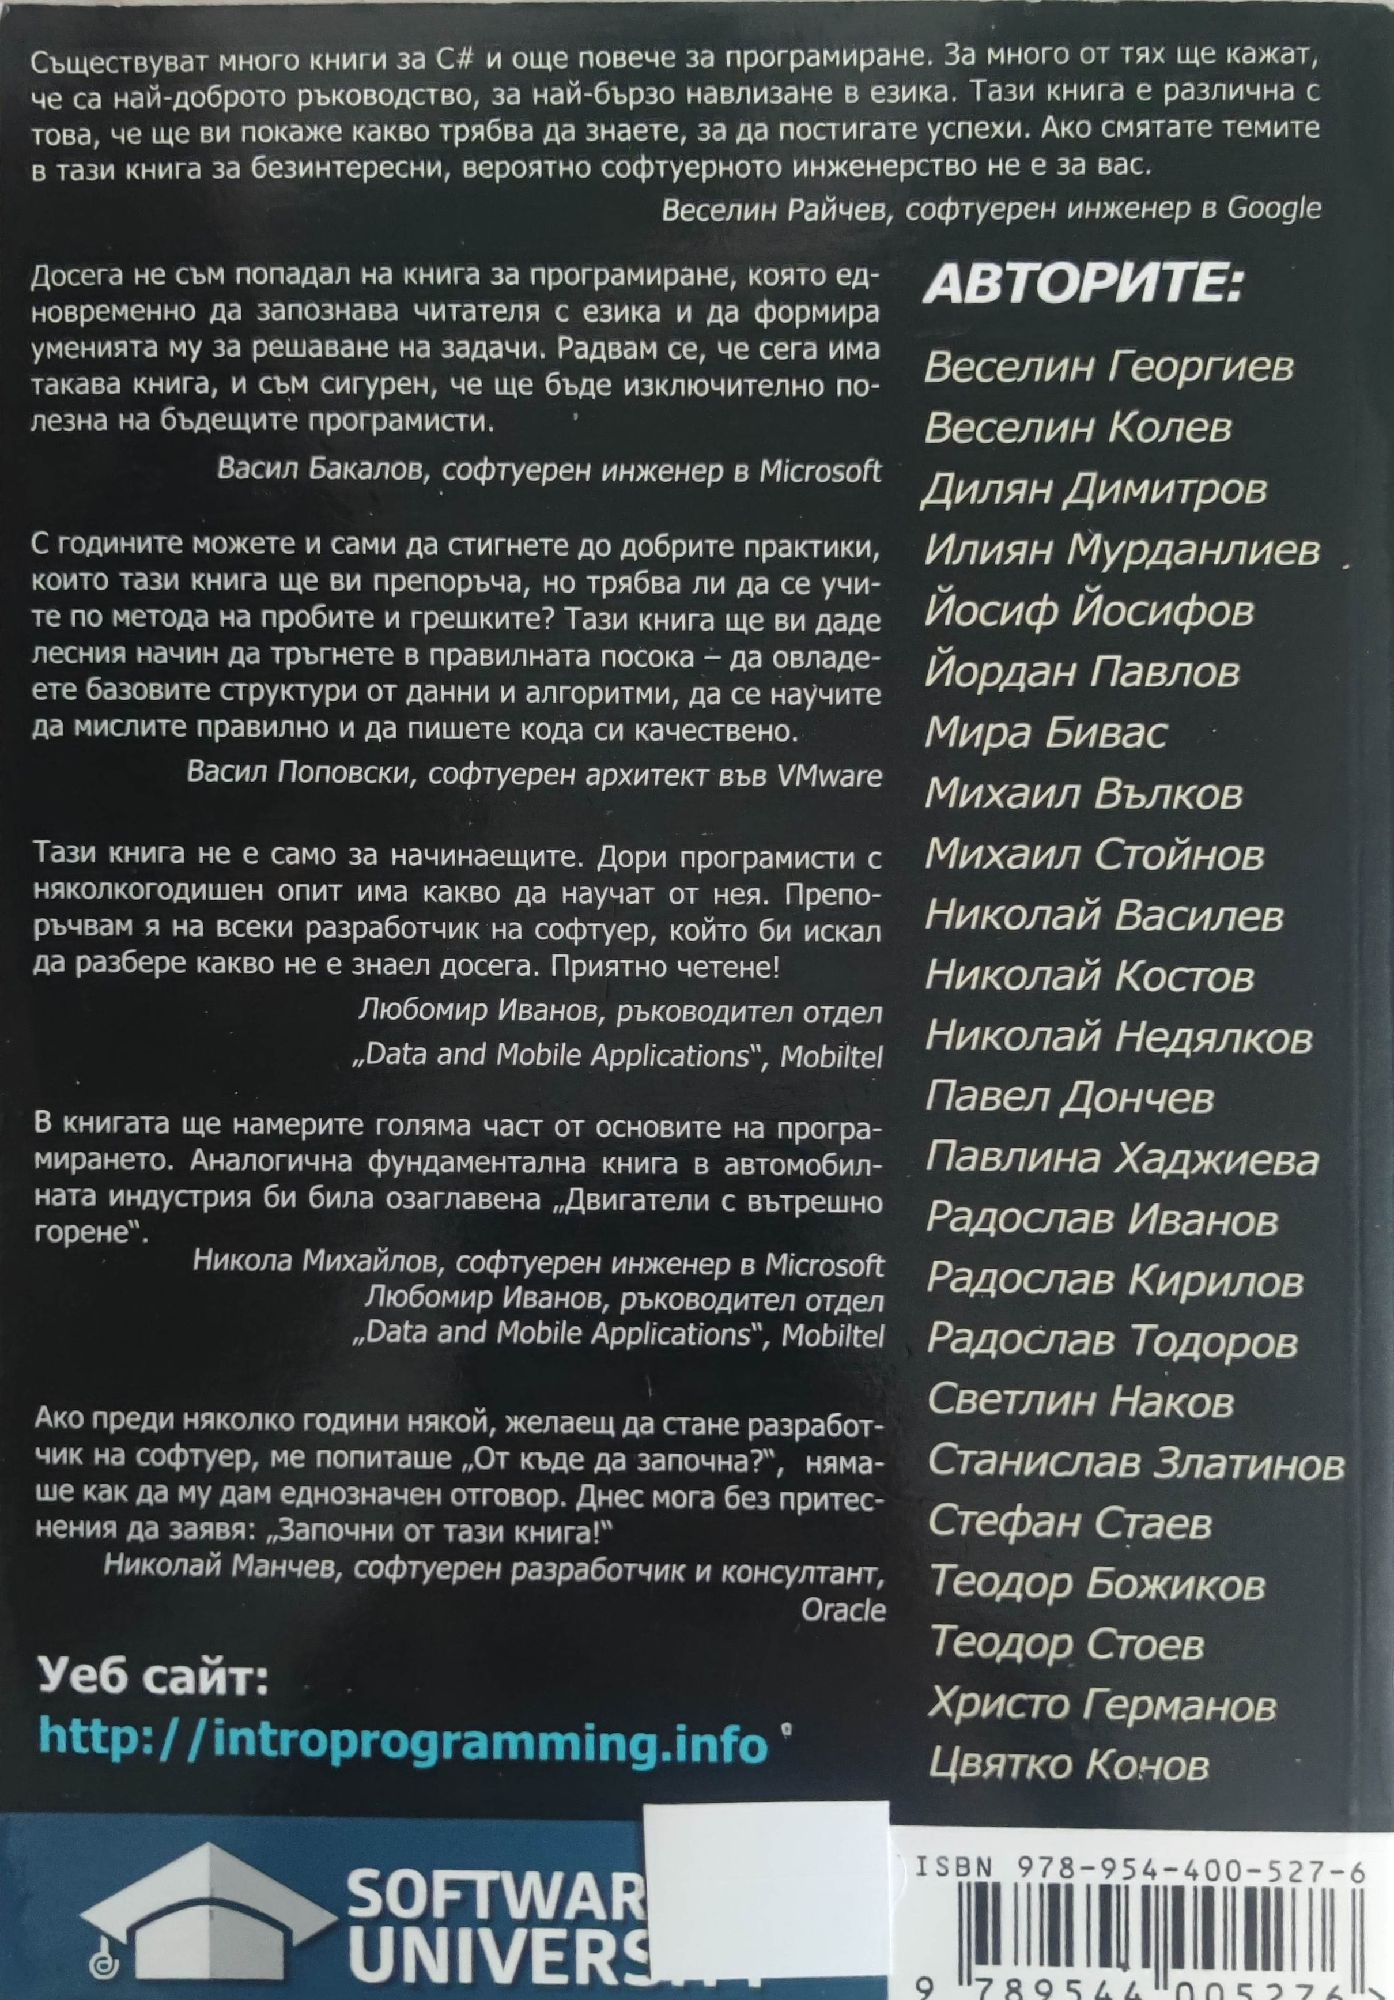 Съществуват много книги за C# и още повече за програмиране. За много от тях ще кажат,
че са най-доброто ръководство, за най-бързо навлизане в езика. Тази книга е различна с
това, че ще ви покаже какво трябва да знаете, за да постигате успехи. Ако смятате темите
в тази книга за безинтересни, вероятно софтуерното инженерство не е за вас.
Веселин Райчев, софтуерен инженер в Google
Досега не съм попадал на книга за програмиране, която ед-
новременно да запознава читателя с езика и да формира
уменията му за решаване на задачи. Радвам се, че сега има
такава книга, и съм сигурен, че ще бъде изключително по-
лезна на бъдещите програмисти.
Васил Бакалов, софтуерен инженер в Microsoft
С годините можете и сами да стигнете до добрите практики,
които тази книга ще ви препоръча, но трябва ли да се учи-
те по метода на пробите и грешките? Тази книга ще ви даде
лесния начин да тръгнете в правилната посока – да овладе-
ете базовите структури от данни и алгоритми, да се научите
да мислите правилно и да пишете кода си качествено.
Васил Поповски, софтуерен архитект във VMware
Тази книга не е само за начинаещите. Дори програмисти с
няколкогодишен опит има какво да научат от нея. Препо-
ръчвам я на всеки разработчик на софтуер, който би искал
да разбере какво не е знаел досега. Приятно четене!
Любомир Иванов, ръководител отдел
„Data and Mobile Applications“, Mobiltel
В книгата ще намерите голяма част от основите на програ-
мирането. Аналогична фундаментална книга в автомобил-
ната индустрия би била озаглавена „Двигатели с вътрешно
горене“.
Никола Михайлов, софтуерен инженер в Microsoft
Любомир Иванов, ръководител отдел
„Data and Mobile Applications“, Mobiltel
Ако преди няколко години някой, желаещ да стане разработ-
чик на софтуер, ме попиташе „От къде да започна?“, няма-
ше как да му дам еднозначен отговор. Днес мога без притес-
нения да заявя: „Започни от тази книга!“
Николай Манчев, софтуерен разработчик и консултант,
Oracle
Уеб сайт:
http://introprogramming.info
АВТОРИТЕ:
Веселин Георгиев
Веселин Колев
Дилян Димитров
Илиян Мурданлиев
Йосиф Йосифов
Йордан Павлов
Мира Бивас
Михаил Вълков
Михаил Стойнов
Николай Василев
Николай Костов
Николай Недялков
Павел Дончев
Павлина Хаджиева
Радослав Иванов
Радослав Кирилов
Радослав Тодоров
Светлин Наков
Станислав Златинов
Стефан Стаев
Теодор Божиков
Теодор Стоев
Христо Германов
Цвятко Конов
SOFTWAR
UNIVERS
ISBN 978-954-400-527-6
9 789544 005276 >